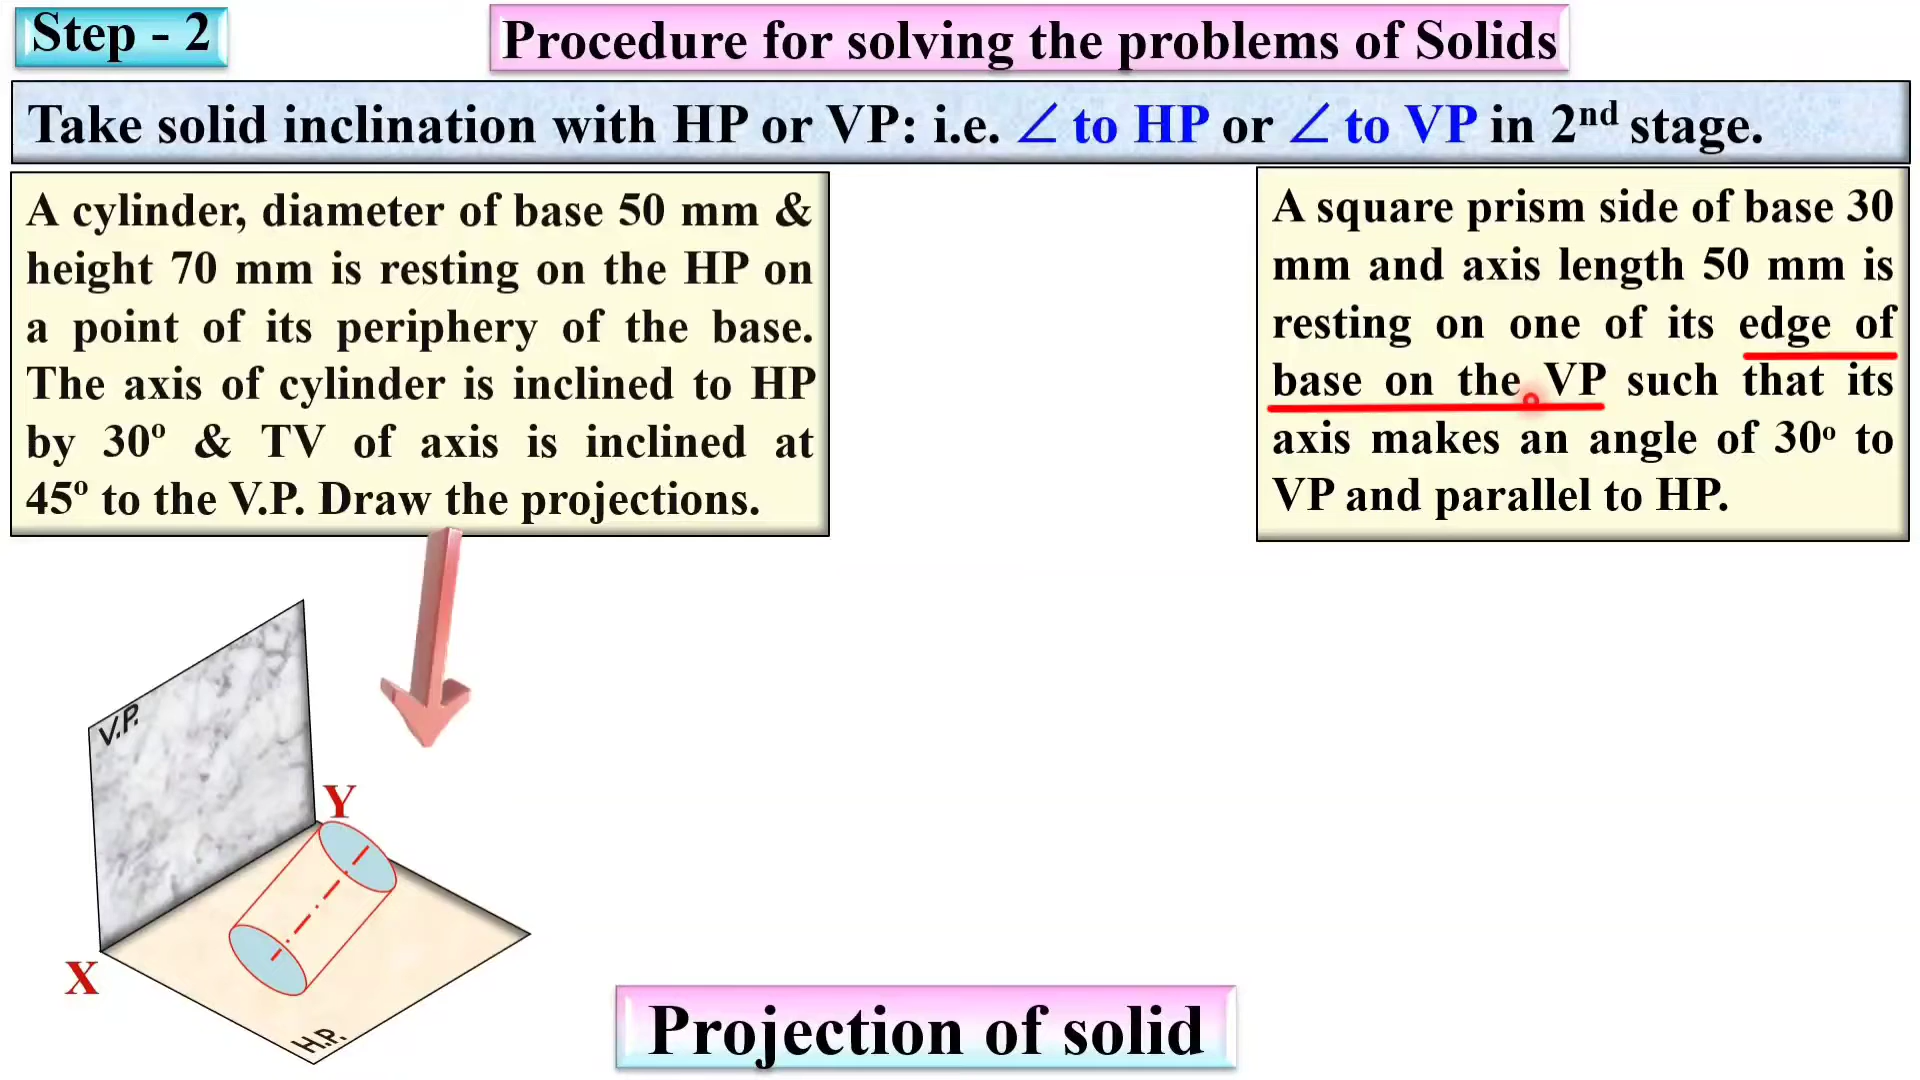 Step - 2
Procedure for solving the problems of Solids
Take solid inclination with HP or VP: i.e. ∠ to HP or ∠ to VP in 2nd stage.
A cylinder, diameter of base 50 mm &
height 70 mm is resting on the HP on
a point of its periphery of the base.
The axis of cylinder is inclined to HP
by 30º & TV of axis is inclined at
45º to the V.P. Draw the projections.
A square prism side of base 30
mm and axis length 50 mm is
resting on one of its edge of
base on the VP such that its
axis makes an angle of 30o to
VP and parallel to HP.
V.P.
Y
X
H.P.
Projection of solid